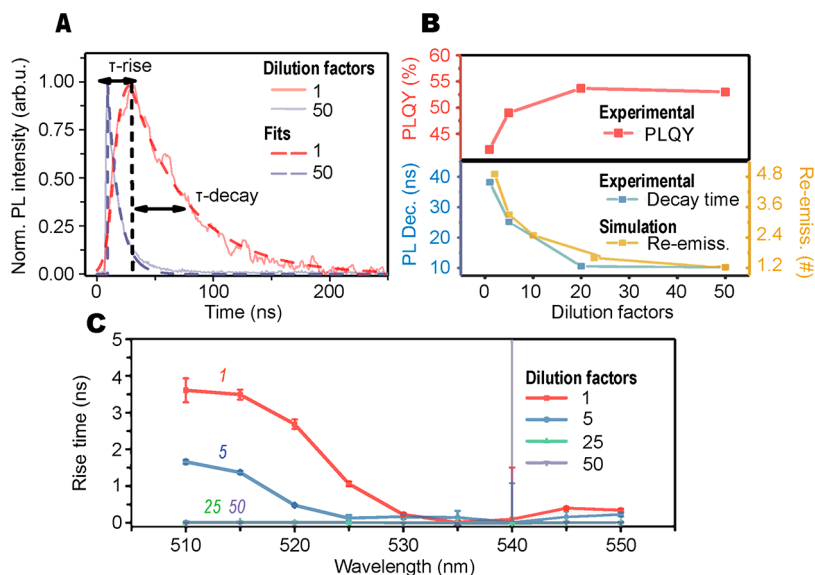 A
τ-rise
Dilution factors
1
50
Fits
1
50
τ-decay
Norm. PL intensity (arb.u.)
1.00
0.75
0.50
0.25
0.00
0
100
200
Time (ns)
B
PLQY (%)
60
55
50
45
Experimental
PLQY
PL Dec. (ns)
40
30
20
10
Experimental
Decay time
Simulation
Re-emiss.
4.8
3.6
2.4
1.2
Re-emiss. (#)
0
10
20
30
40
50
Dilution factors
C
Rise time (ns)
5
4
3
2
1
0
1
5
25 50
Dilution factors
1
5
25
50
510
520
530
540
550
Wavelength (nm)